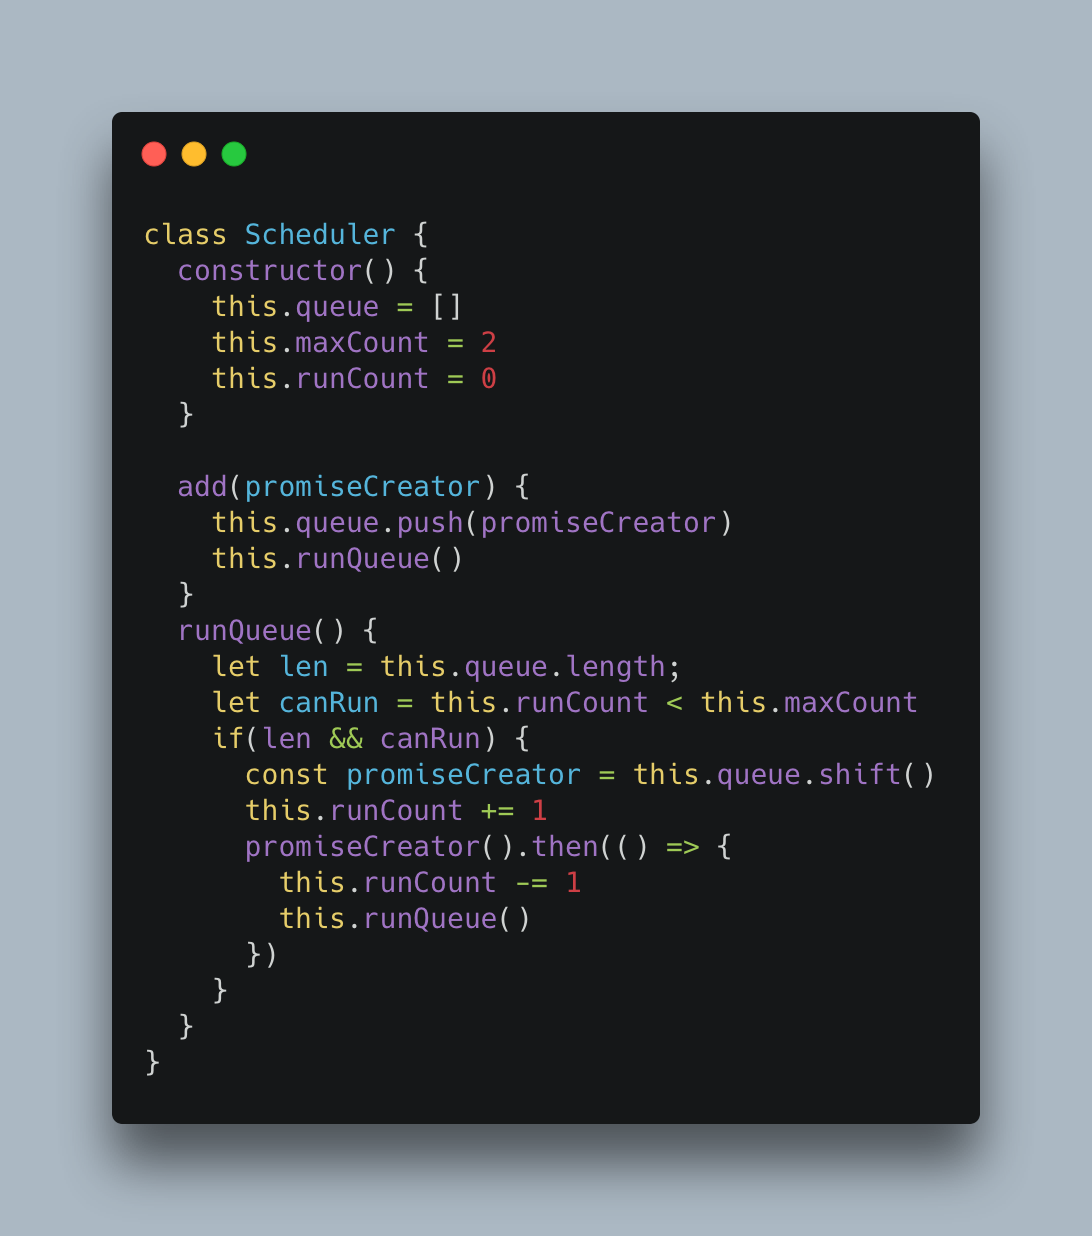 class Scheduler {
  constructor() {
    this.queue = []
    this.maxCount = 2
    this.runCount = 0
  }

  add(promiseCreator) {
    this.queue.push(promiseCreator)
    this.runQueue()
  }
  runQueue() {
    let len = this.queue.length;
    let canRun = this.runCount < this.maxCount
    if(len && canRun) {
      const promiseCreator = this.queue.shift()
      this.runCount += 1
      promiseCreator().then(() => {
        this.runCount -= 1
        this.runQueue()
      })
    }
  }
}